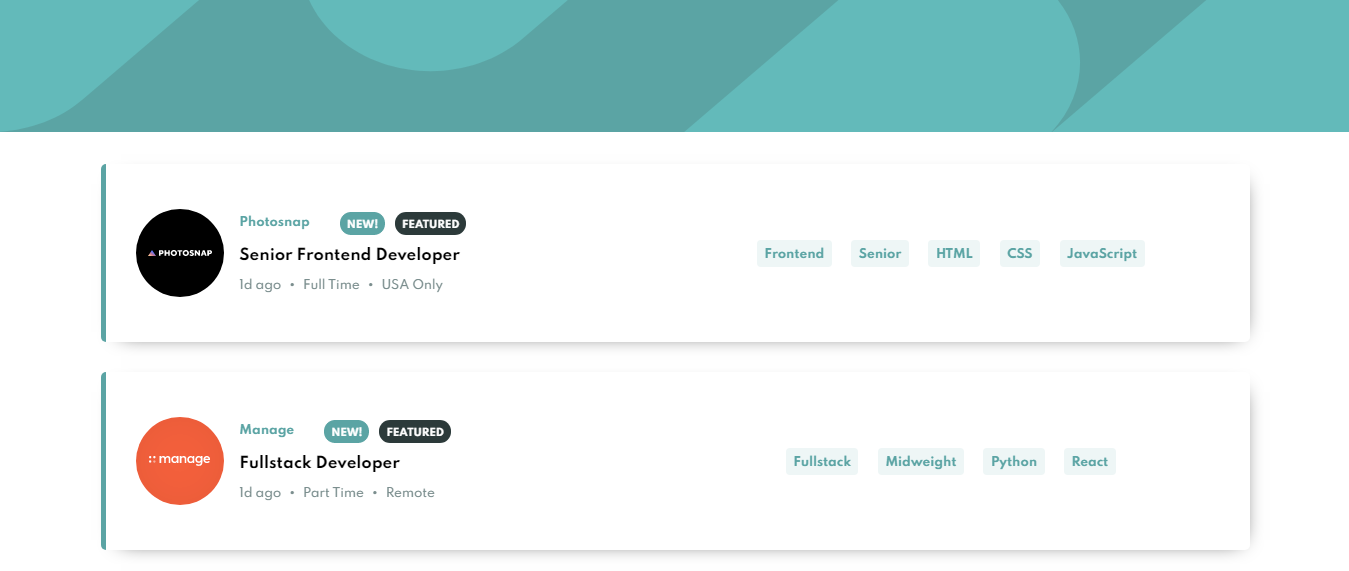 PHOTOSNAP
Photosnap NEW! FEATURED
Senior Frontend Developer
1d ago • Full Time • USA Only
Frontend Senior HTML CSS JavaScript
manage
Manage NEW! FEATURED
Fullstack Developer
1d ago • Part Time • Remote
Fullstack Midweight Python React